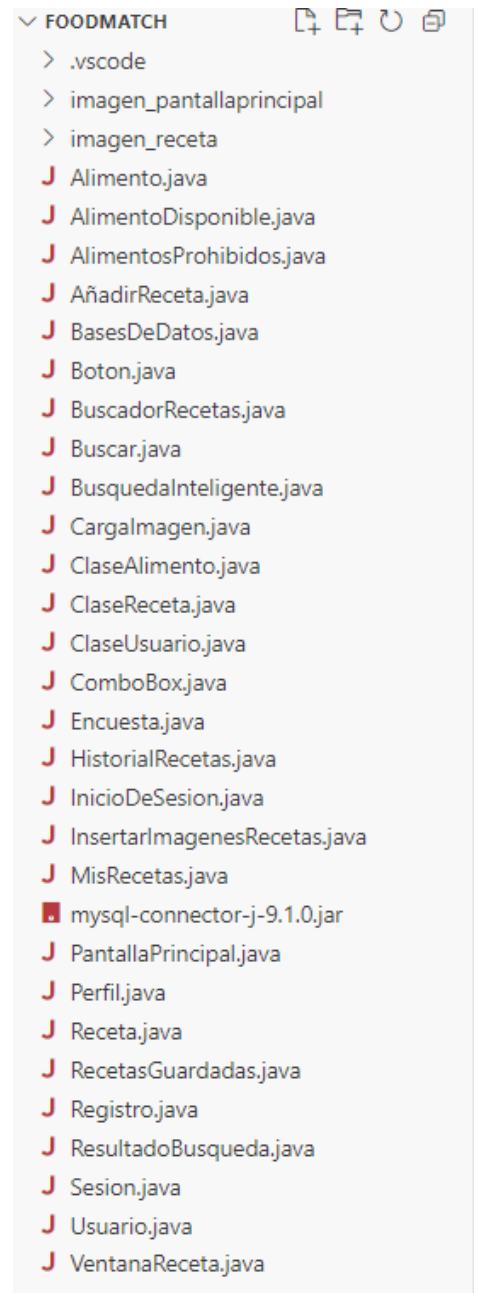 FOODMATCH
.vscode
imagen_pantallaprincipal
imagen_receta
J Alimento.java
J AlimentoDisponible.java
J AlimentosProhibidos.java
J AñadirReceta.java
J BasesDeDatos.java
J Boton.java
J BuscadorRecetas.java
J Buscar.java
J BusquedaInteligente.java
J CargaImagen.java
J ClaseAlimento.java
J ClaseReceta.java
J ClaseUsuario.java
J ComboBox.java
J Encuesta.java
J HistorialRecetas.java
J InicioDeSesion.java
J InsertarImagenesRecetas.java
J MisRecetas.java
mysql-connector-j-9.1.0.jar
J PantallaPrincipal.java
J Perfil.java
J Receta.java
J RecetasGuardadas.java
J Registro.java
J ResultadoBusqueda.java
J Sesion.java
J Usuario.java
J VentanaReceta.java